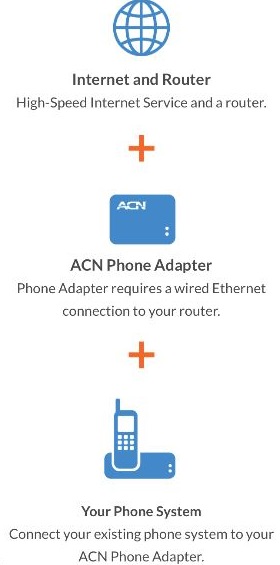 Internet and Router
High-Speed Internet Service and a router.
ACN
ACN Phone Adapter
Phone Adapter requires a wired Ethernet
connection to your router.
Your Phone System
Connect your existing phone system to your
ACN Phone Adapter.